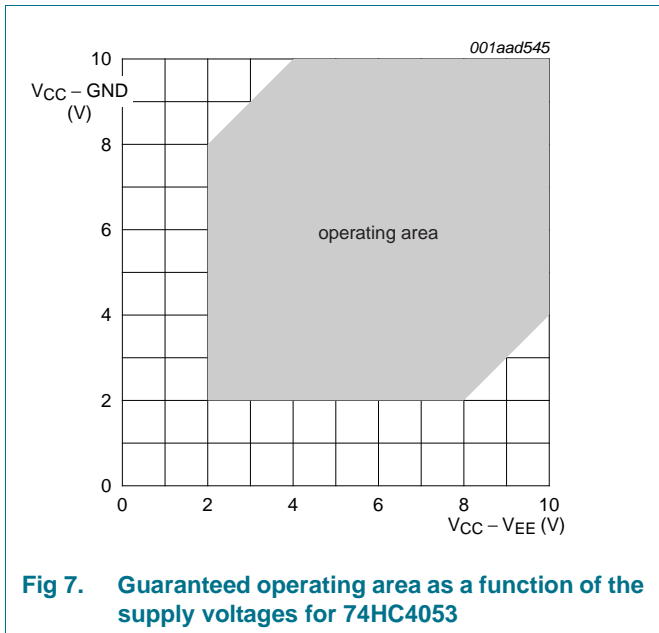 001aad545
10
VCC – GND
(V)
8
6
operating area
4
2
0
0 2 4 6 8 10
VCC – VEE (V)
Fig 7. Guaranteed operating area as a function of the
supply voltages for 74HC4053